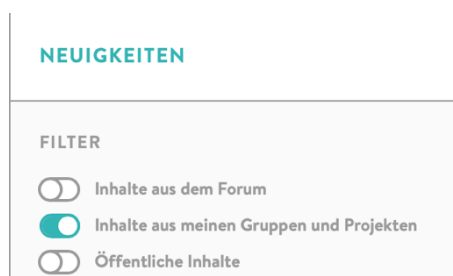 NEUIGKEITEN
FILTER
Inhalte aus dem Forum
Inhalte aus meinen Gruppen und Projekten
Öffentliche Inhalte